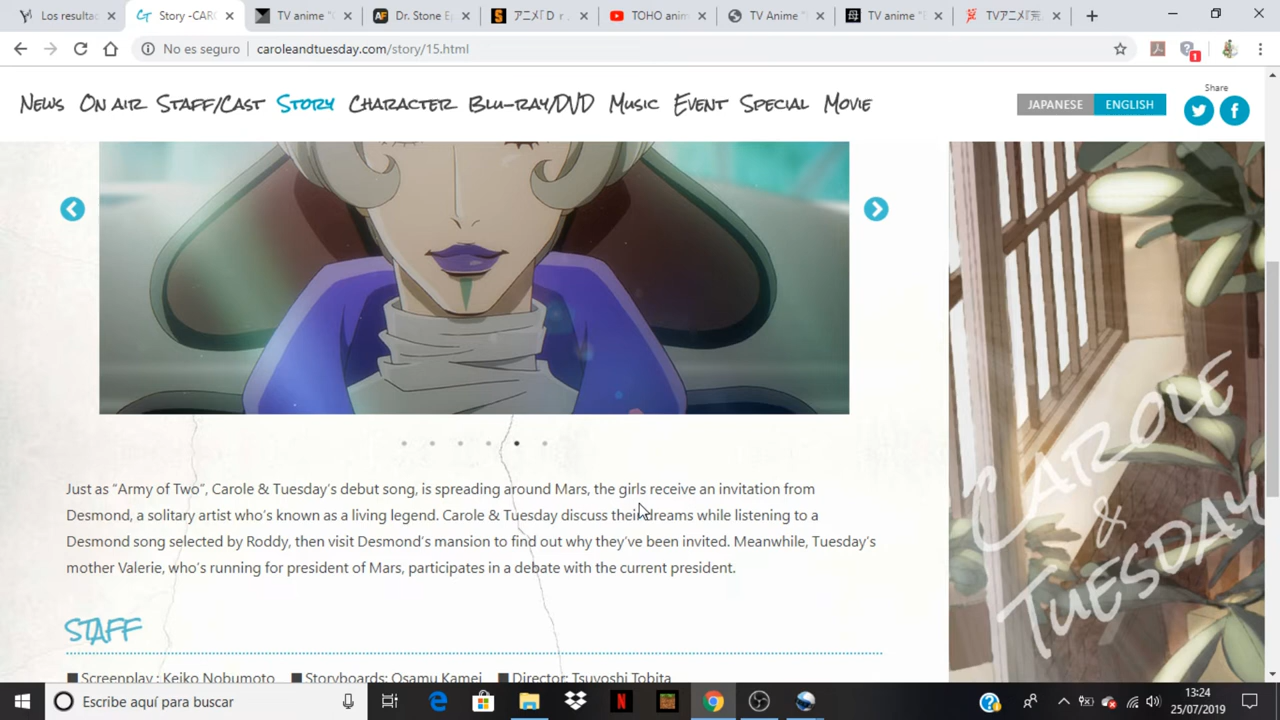 Los resulta
Story -CARO
TV anime "C
Dr. Stone E
アニメ「Dr
TOHO anim
TV Anime "
TV anime "E
TVアニメ『荒
No es seguro
caroleandtuesday.com/story/15.html
1
News On air Staff/Cast Story Character Blu-ray/DVD Music Event Special Movie
JAPANESE ENGLISH
Share
Just as “Army of Two”, Carole & Tuesday’s debut song, is spreading around Mars, the girls receive an invitation from
Desmond, a solitary artist who’s known as a living legend. Carole & Tuesday discuss their dreams while listening to a
Desmond song selected by Roddy, then visit Desmond’s mansion to find out why they’ve been invited. Meanwhile, Tuesday’s
mother Valerie, who’s running for president of Mars, participates in a debate with the current president.
Staff
■ Screenplay : Keiko Nobumoto ■ Storyboards: Osamu Kamei ■ Director: Tsuyoshi Tobita
CAROLE
&
TUESDAY
Escribe aquí para buscar
13:24
25/07/2019